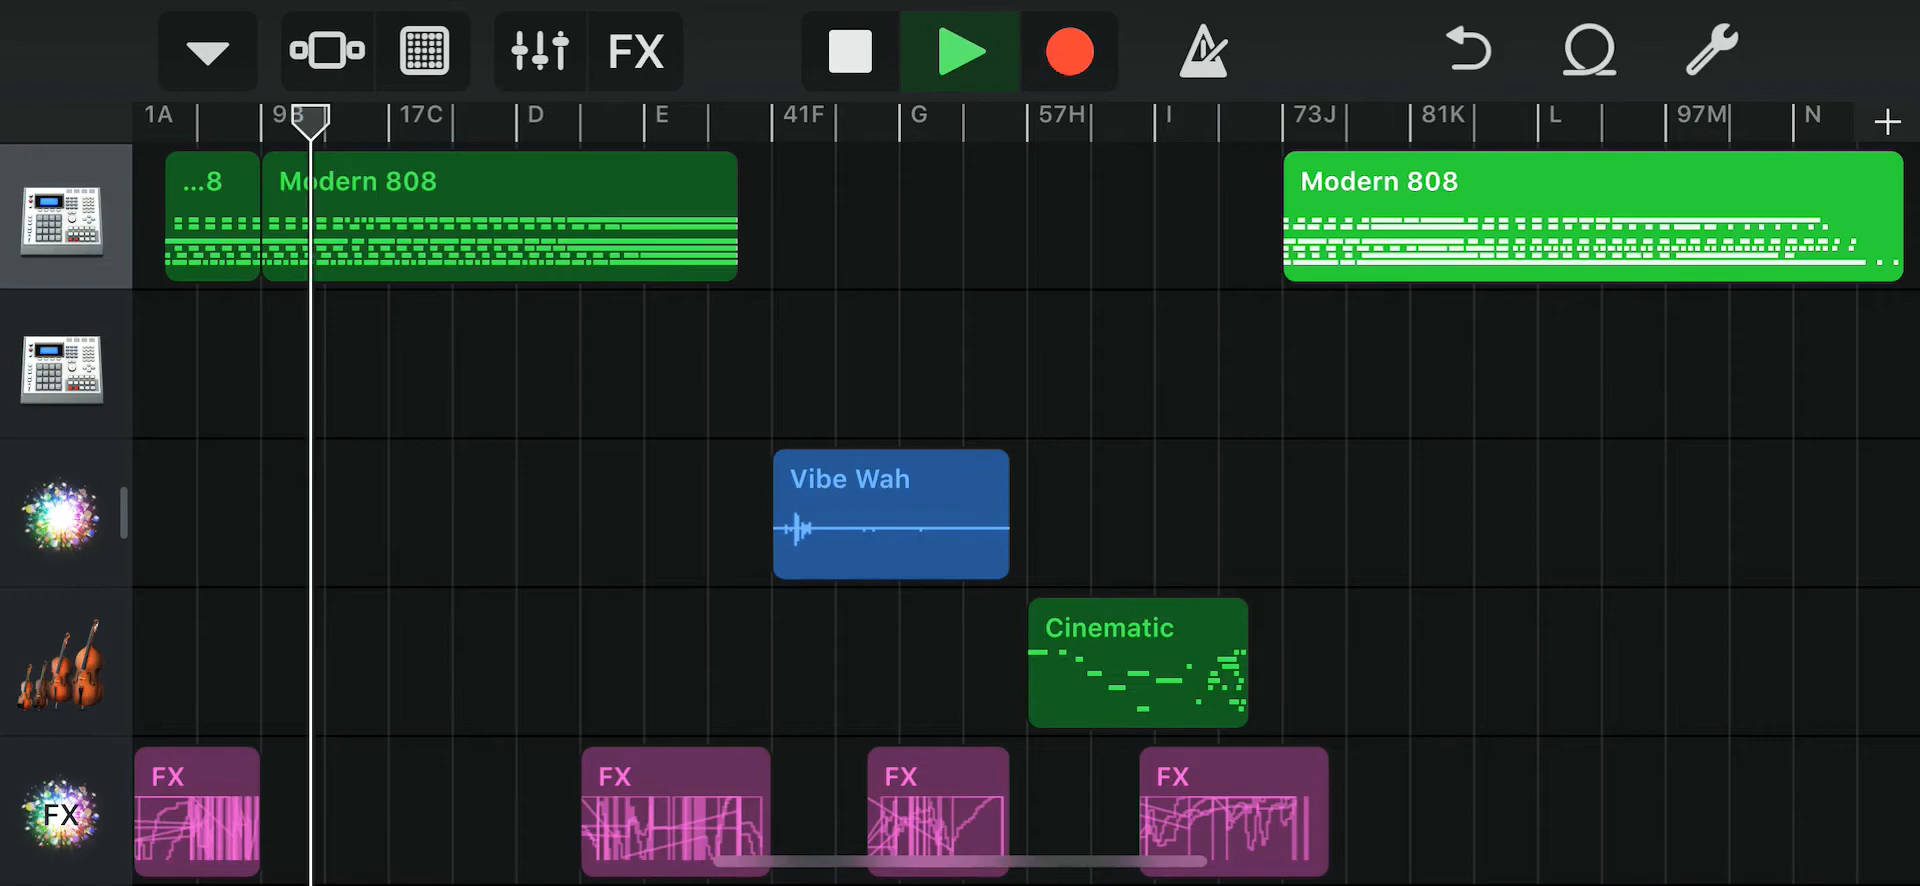 FX
1A 9B 17C D E 41F G 57H I 73J 81K L 97M N
...8 Modern 808 Modern 808
Vibe Wah
Cinematic
FX FX FX FX
FX